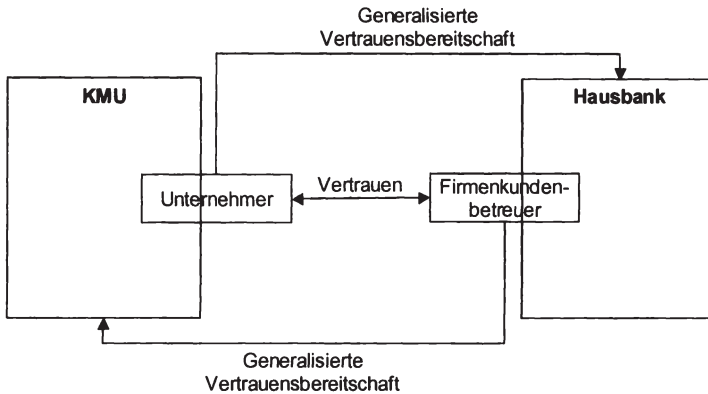 Generalisierte
Vertrauensbereitschaft
KMU
Hausbank
Unternehmer
Vertrauen
Firmenkunden-
betreuer
Generalisierte
Vertrauensbereitschaft